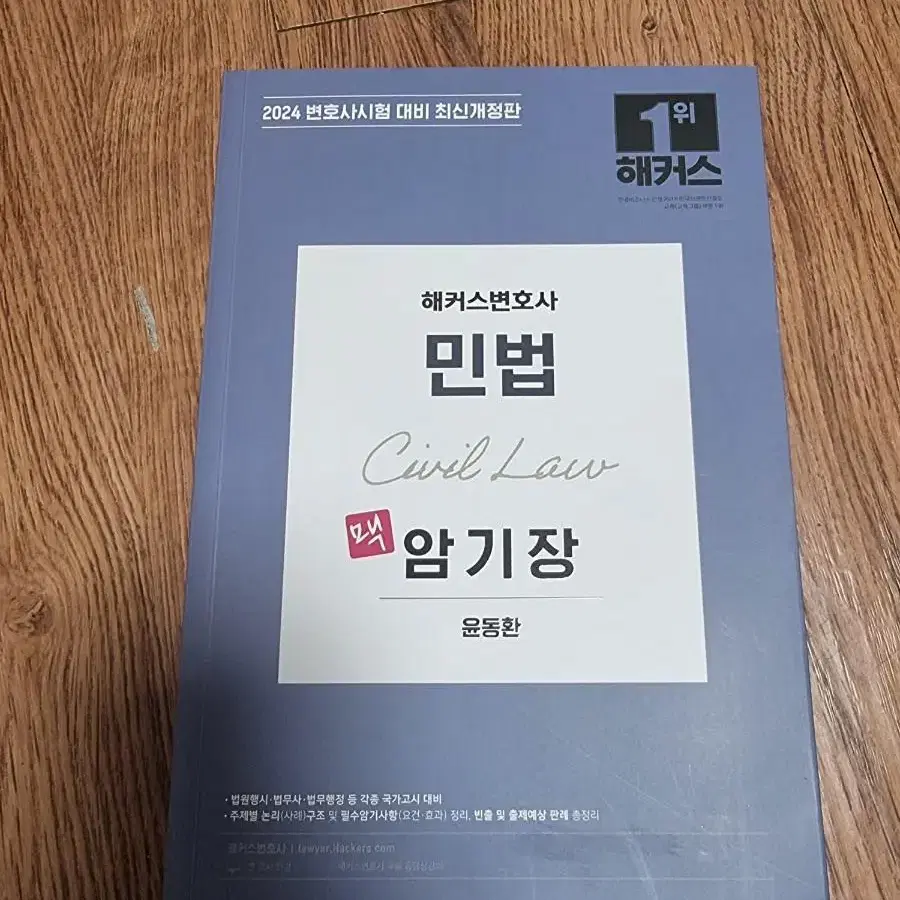 2024 변호사시험 대비 최신개정판
1위
해커스
해커스변호사
민법
Civil Law
맥
암기장
윤동환
· 법원행시·법무사·법무행정 등 각종 국가고시 대비
· 주제별 논리(사례)구조 및 필수암기사항(요건·효과) 정리, 빈출 및 출제예상 판례 총정리
해커스변호사 | lawyer.Hackers.com